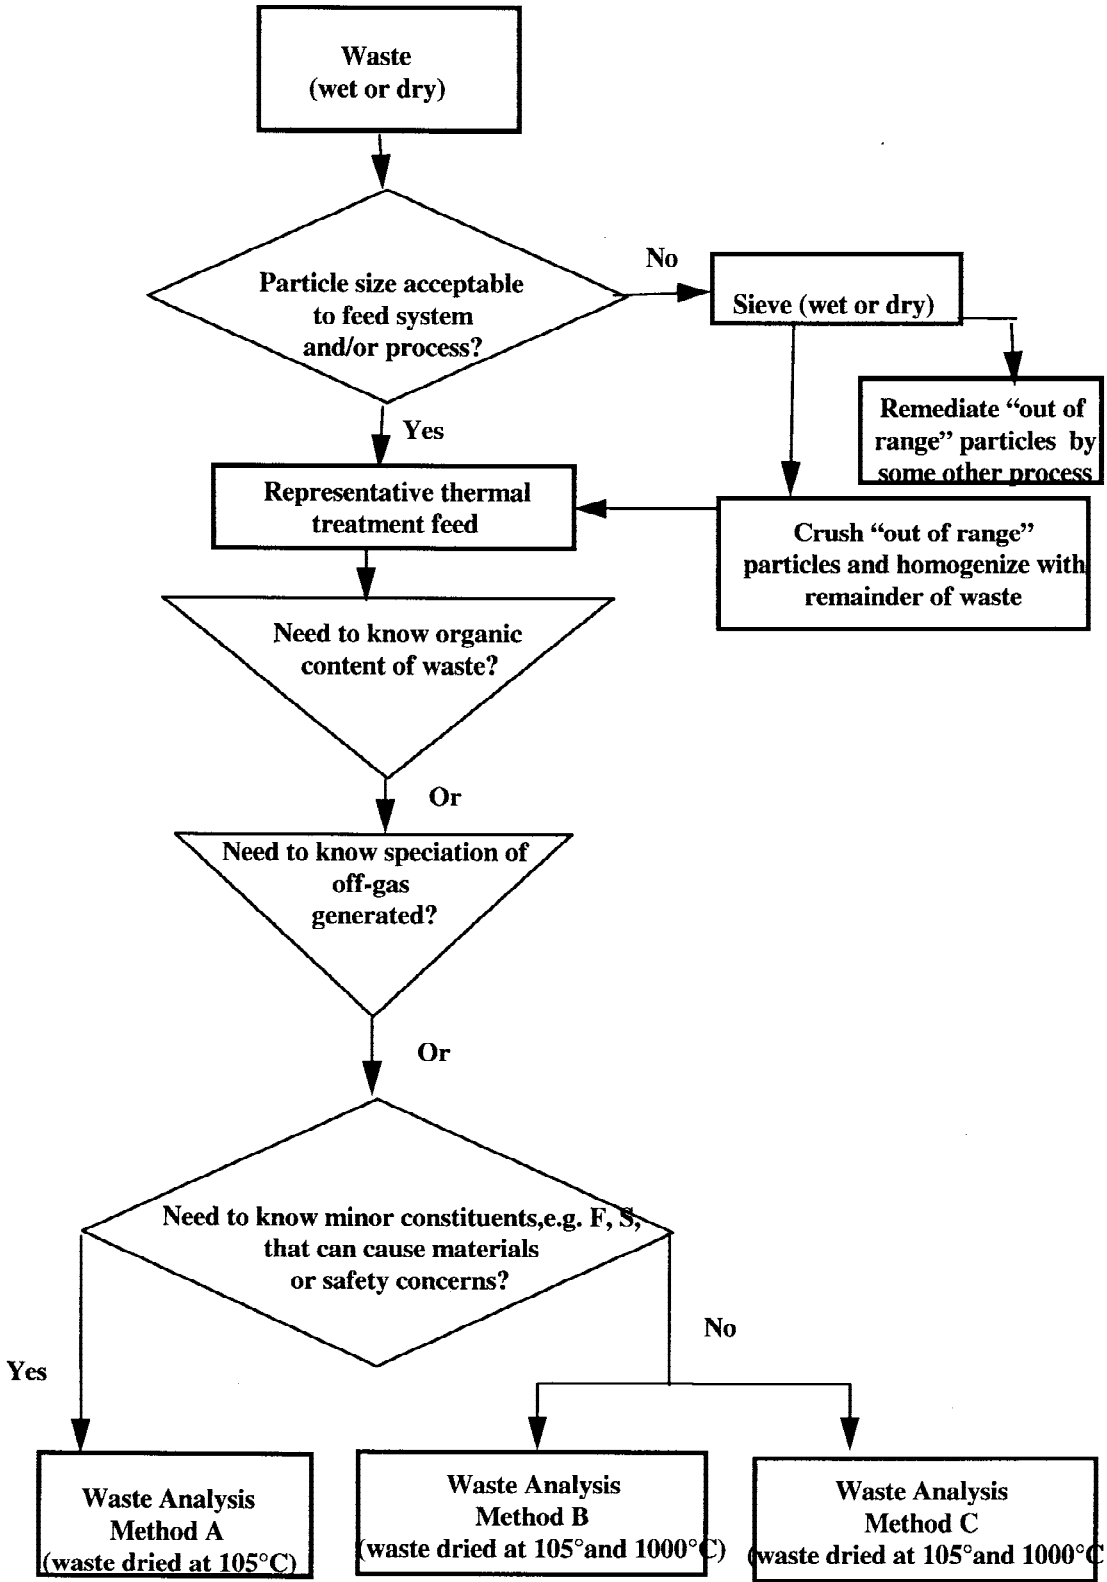 Waste
(wet or dry)
No
Particle size acceptable
to feed system
and/or process?
Sieve (wet or dry)
Remediate “out of
range” particles by
some other process
Yes
Representative thermal
treatment feed
Crush “out of range”
particles and homogenize with
remainder of waste
Need to know organic
content of waste?
Or
Need to know speciation of
off-gas
generated?
Or
Need to know minor constituents,e.g. F, S,
that can cause materials
or safety concerns?
No
Yes
Waste Analysis
Method A
(waste dried at 105°C)
Waste Analysis
Method B
(waste dried at 105°and 1000°C)
Waste Analysis
Method C
(waste dried at 105°and 1000°C